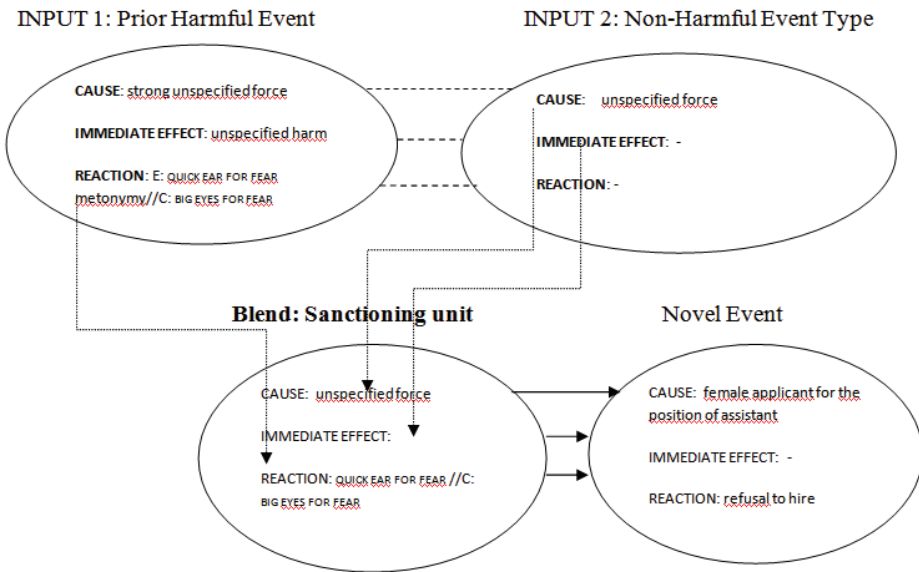 INPUT 1: Prior Harmful Event
INPUT 2: Non-Harmful Event Type
CAUSE: strong unspecified force
IMMEDIATE EFFECT: unspecified harm
REACTION: E: QUICK EAR FOR FEAR
metonymy//C: BIG EYES FOR FEAR
CAUSE: unspecified force
IMMEDIATE EFFECT: -
REACTION: -
Blend: Sanctioning unit
Novel Event
CAUSE: unspecified force
IMMEDIATE EFFECT:
REACTION: QUICK EAR FOR FEAR //C:
BIG EYES FOR FEAR
CAUSE: female applicant for the
position of assistant
IMMEDIATE EFFECT: -
REACTION: refusal to hire